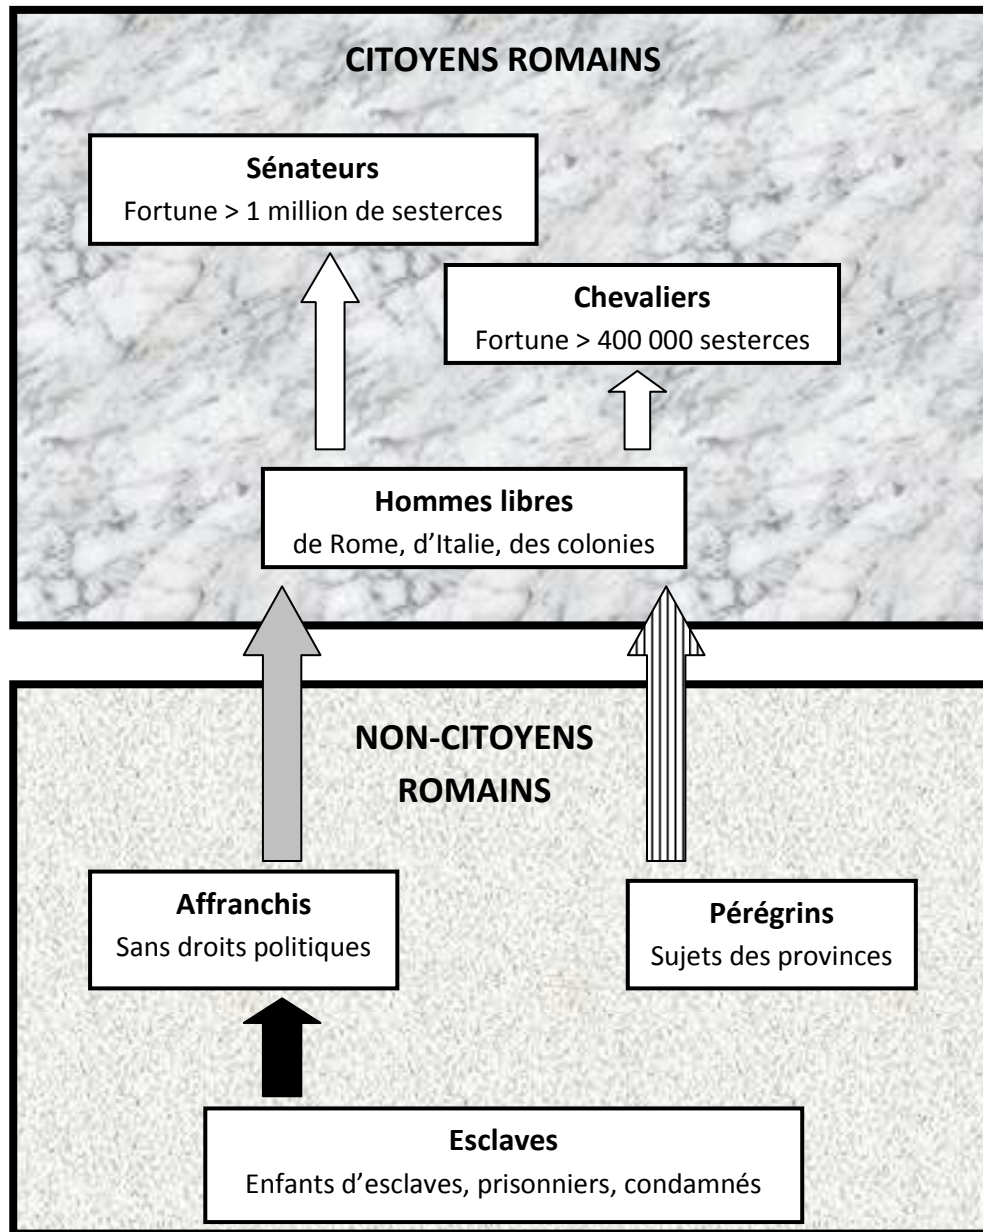 CITOYENS ROMAINS
Sénateurs
Fortune > 1 million de sesterces
Chevaliers
Fortune > 400 000 sesterces
Hommes libres
de Rome, d’Italie, des colonies
NON-CITOYENS
ROMAINS
Affranchis
Sans droits politiques
Pérégrins
Sujets des provinces
Esclaves
Enfants d’esclaves, prisonniers, condamnés